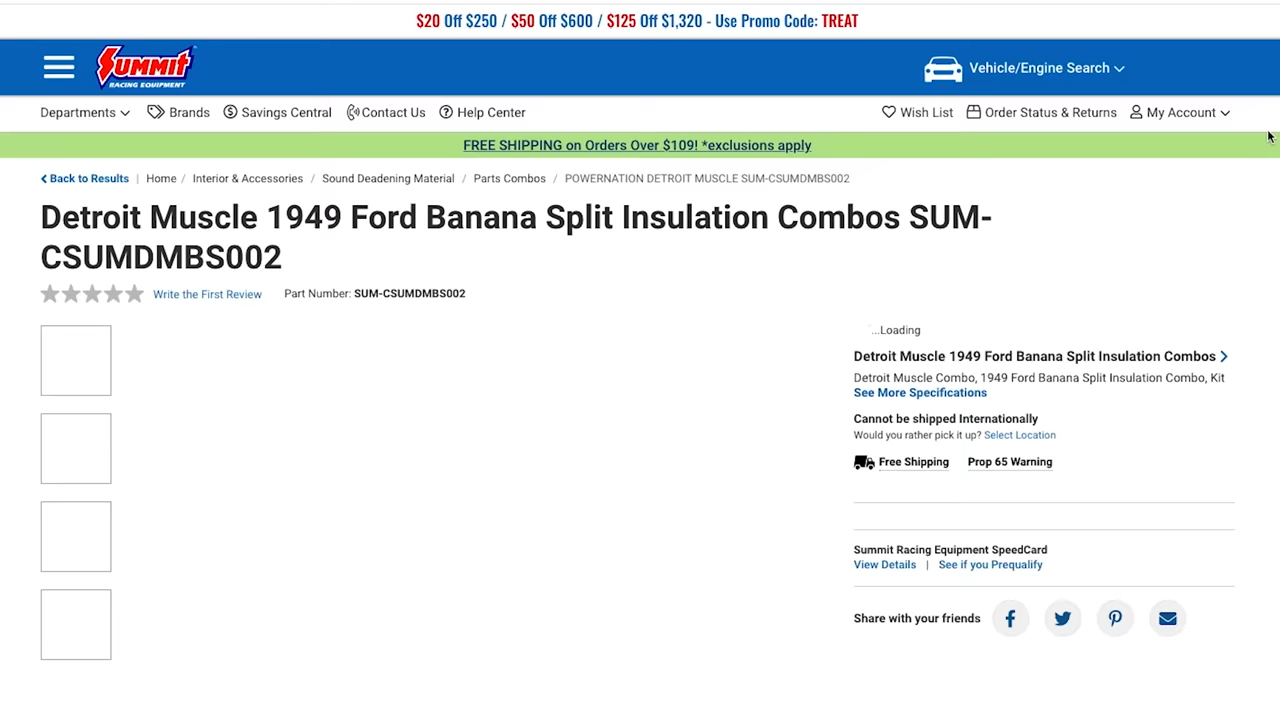 $20 Off $250 / $50 Off $600 / $125 Off $1,320 - Use Promo Code: TREAT
SUMMIT
RACING EQUIPMENT
Vehicle/Engine Search
Departments Brands Savings Central Contact Us Help Center Wish List Order Status & Returns My Account
FREE SHIPPING on Orders Over $109! *exclusions apply
Back to Results | Home / Interior & Accessories / Sound Deadening Material / Parts Combos / POWERNATION DETROIT MUSCLE SUM-CSUMDMBS002
Detroit Muscle 1949 Ford Banana Split Insulation Combos SUM-
CSUMDMBS002
Write the First Review Part Number: SUM-CSUMDMBS002
...Loading
Detroit Muscle 1949 Ford Banana Split Insulation Combos
Detroit Muscle Combo, 1949 Ford Banana Split Insulation Combo, Kit
See More Specifications
Cannot be shipped Internationally
Would you rather pick it up? Select Location
Free Shipping Prop 65 Warning
Summit Racing Equipment SpeedCard
View Details | See if you Prequalify
Share with your friends